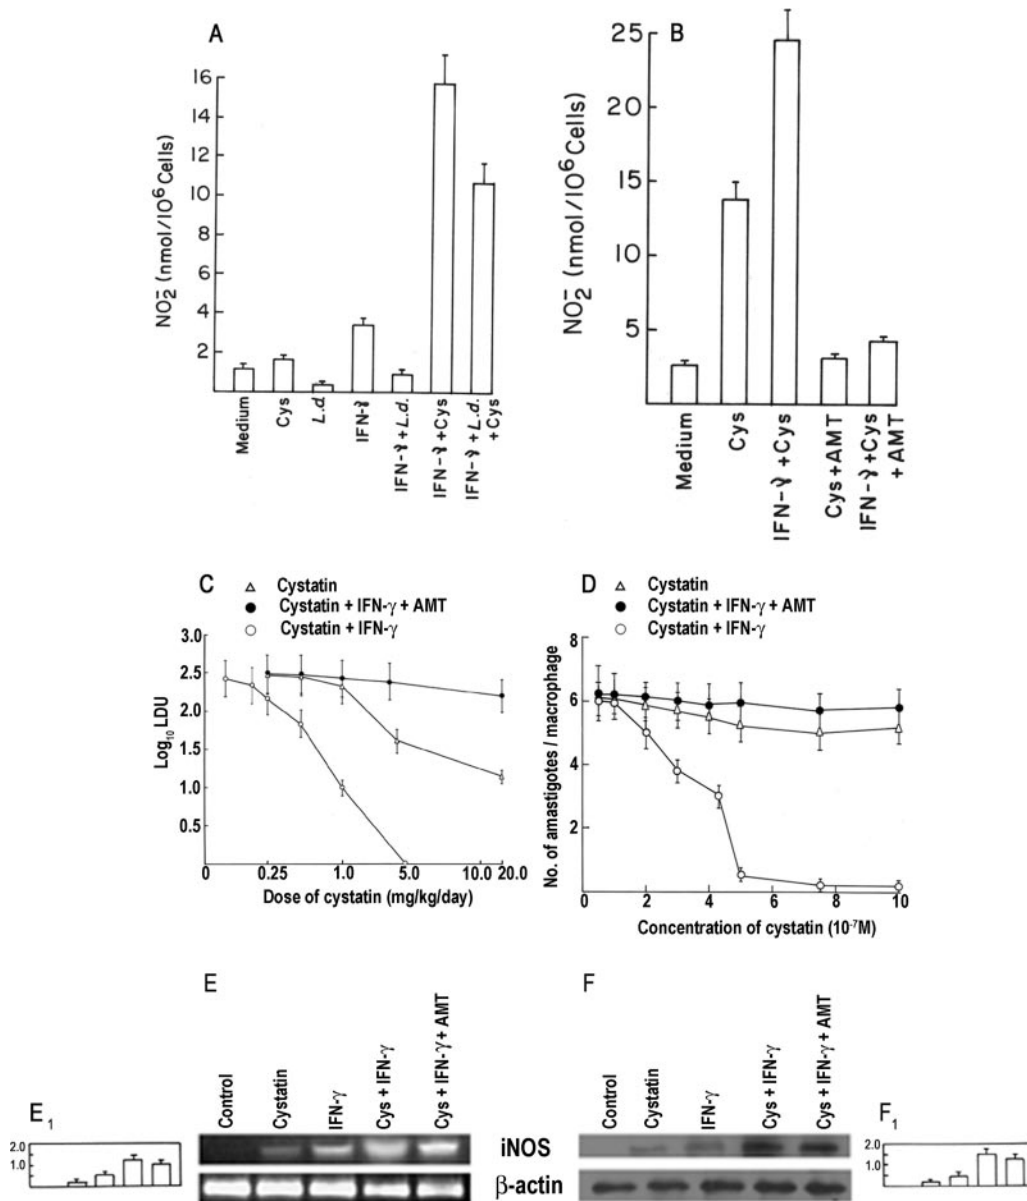 A
NO₂⁻ (nmol/10⁶ Cells)
16
14
12
10
8
6
4
2
Medium
Cys
L.d.
IFN-γ
IFN-γ + L.d.
IFN-γ + Cys
IFN-γ + L.d.
+ Cys
B
NO₂⁻ (nmol/10⁶ Cells)
25
20
15
10
5
Medium
Cys
IFN-γ + Cys
Cys + AMT
IFN-γ + Cys
+ AMT
C
Cystatin
Cystatin + IFN-γ + AMT
Cystatin + IFN-γ
Log₁₀ LDU
3.0
2.5
2.0
1.5
1.0
0.5
0 0.25 1.0 5.0 10.0 20.0
Dose of cystatin (mg/kg/day)
D
Cystatin
Cystatin + IFN-γ + AMT
Cystatin + IFN-γ
No. of amastigotes / macrophage
8
6
4
2
0 2 4 6 8 10
Concentration of cystatin (10⁻⁷M)
E
Control
Cystatin
IFN-γ
Cys + IFN-γ
Cys + IFN-γ + AMT
F
Control
Cystatin
IFN-γ
Cys + IFN-γ
Cys + IFN-γ + AMT
E₁
2.0
1.0
iNOS
β-actin
F₁
2.0
1.0